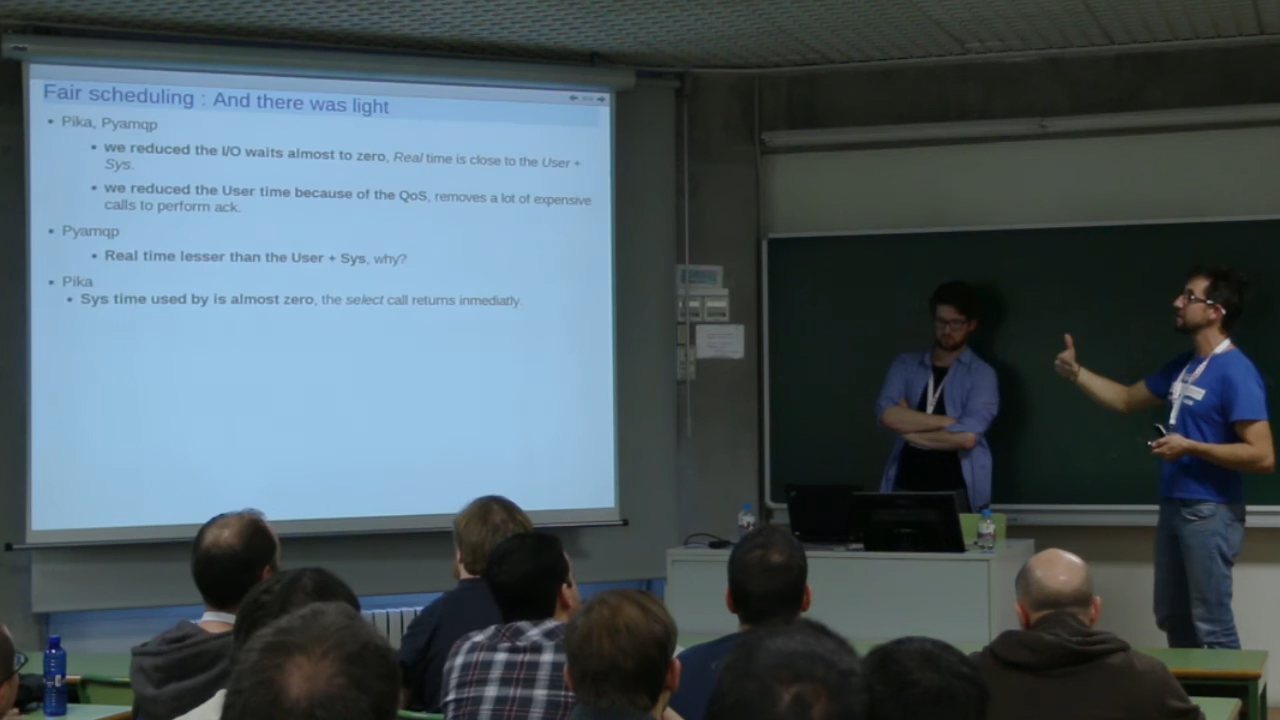 Fair scheduling : And there was light
• Pika, Pyamqp
• we reduced the I/O waits almost to zero, Real time is close to the User +
Sys.
• we reduced the User time because of the QoS, removes a lot of expensive
calls to perform ack.
• Pyamqp
• Real time lesser than the User + Sys, why?
• Pika
• Sys time used by is almost zero, the select call returns inmediatly.